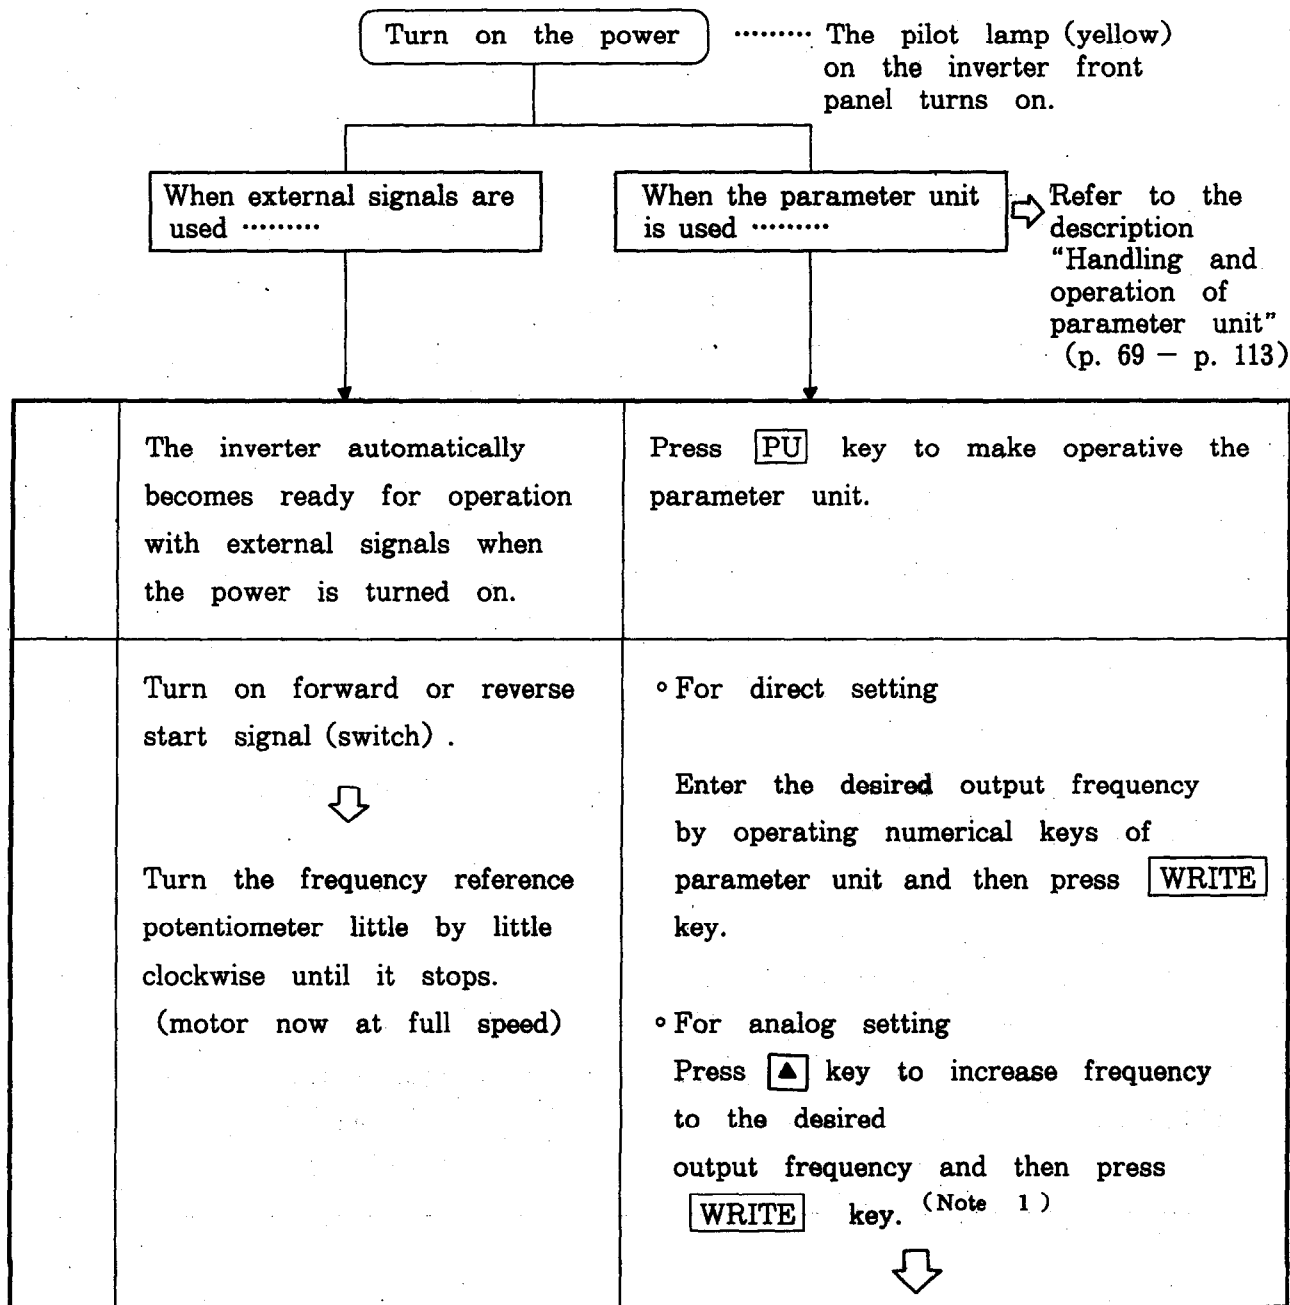 Turn on the power ········· The pilot lamp (yellow)
on the inverter front
panel turns on.
When external signals are
used ·········
When the parameter unit
is used ·········
Refer to the
description
“Handling and
operation of
parameter unit”
(p. 69 — p. 113)
The inverter automatically
becomes ready for operation
with external signals when
the power is turned on.
Press PU key to make operative the
parameter unit.
Turn on forward or reverse
start signal (switch) .
Turn the frequency reference
potentiometer little by little
clockwise until it stops.
(motor now at full speed)
∘ For direct setting
Enter the desired output frequency
by operating numerical keys of
parameter unit and then press WRITE
key.
∘ For analog setting
Press ▲ key to increase frequency
to the desired
output frequency and then press
WRITE key. (Note 1 )